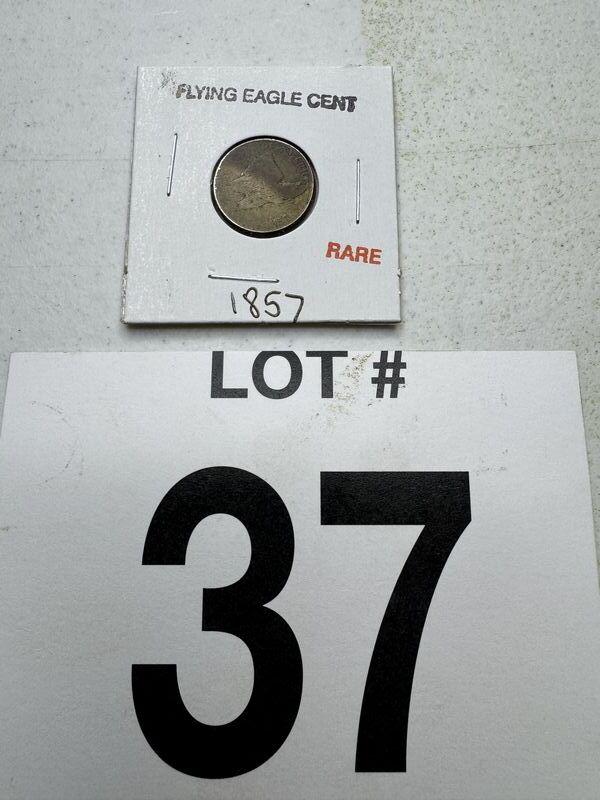 FLYING EAGLE CENT
RARE
1857
LOT #
37